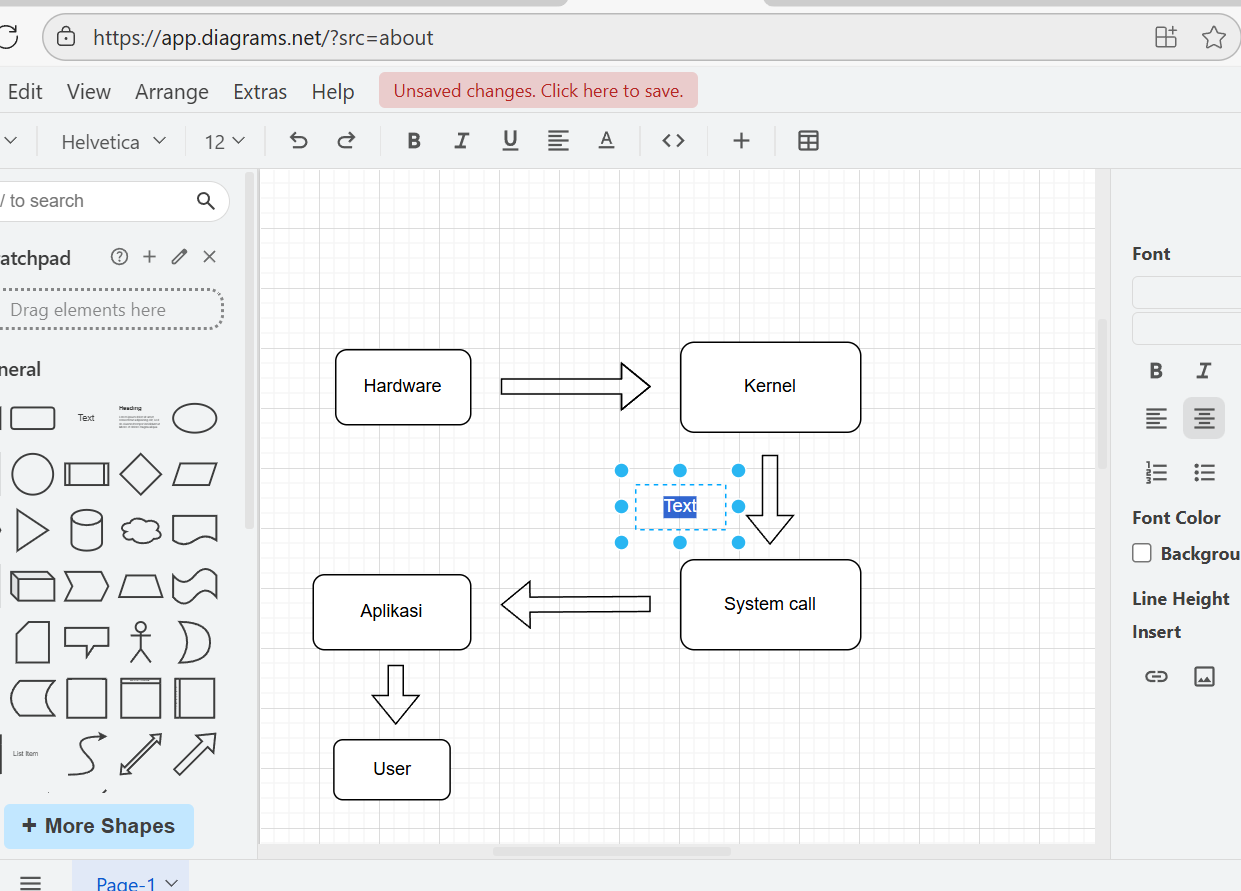 https://app.diagrams.net/?src=about
Edit View Arrange Extras Help Unsaved changes. Click here to save.
Helvetica 12 B I U A
/ to search
atchpad
Drag elements here
neral
Text Heading
List Item
+ More Shapes
Page-1
Hardware
Kernel
Text
System call
Aplikasi
User
Font
B I
Font Color
Backgrou
Line Height
Insert